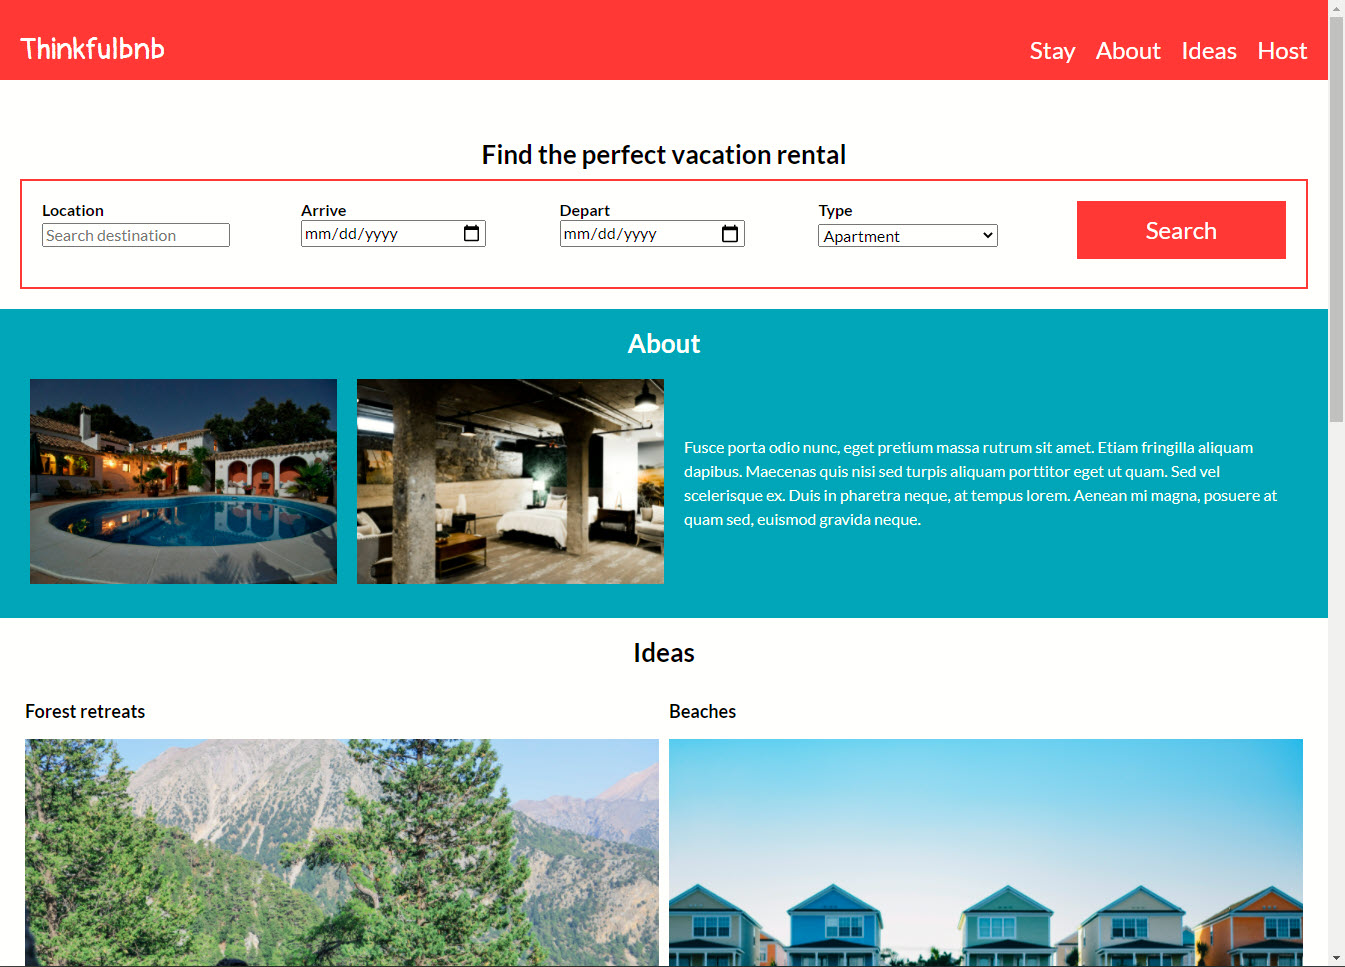 Thinkfulbnb
Stay About Ideas Host
Find the perfect vacation rental
Location Arrive Depart Type
Search destination mm/dd/yyyy mm/dd/yyyy Apartment Search
About
Fusce porta odio nunc, eget pretium massa rutrum sit amet. Etiam fringilla aliquam
dapibus. Maecenas quis nisi sed turpis aliquam porttitor eget ut quam. Sed vel
scelerisque ex. Duis in pharetra neque, at tempus lorem. Aenean mi magna, posuere at
quam sed, euismod gravida neque.
Ideas
Forest retreats
Beaches